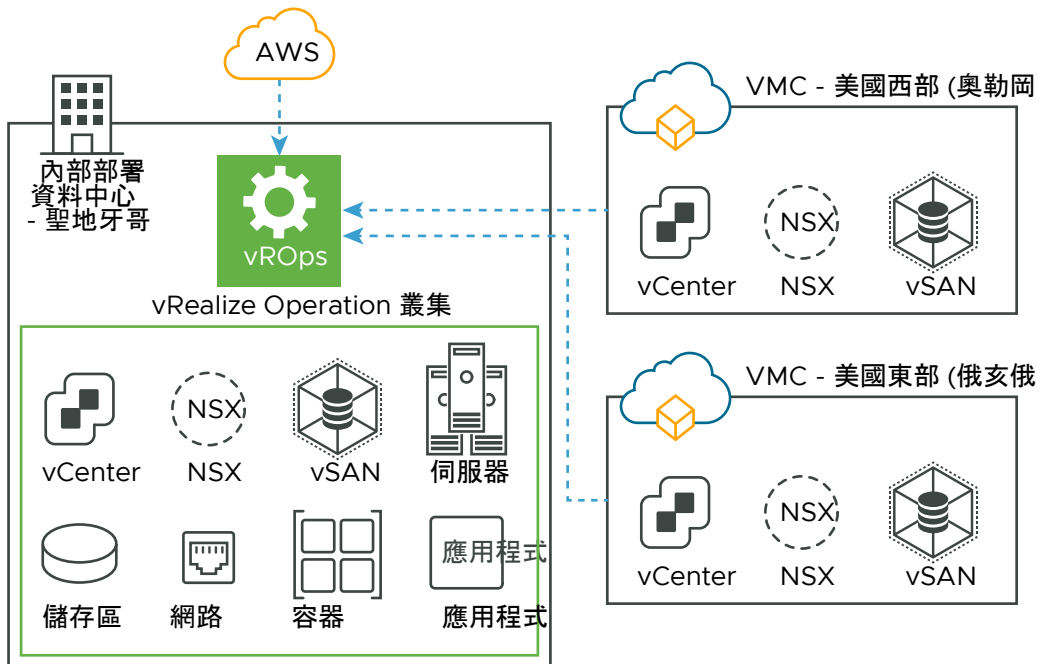 AWS
內部部署
資料中心
- 聖地牙哥
vROps
vRealize Operation 叢集
NSX
vCenter
NSX
vSAN
伺服器
應用程式
儲存區
網路
容器
應用程式
VMC - 美國西部 (奧勒岡
NSX
vCenter
NSX
vSAN
VMC - 美國東部 (俄亥俄
NSX
vCenter
NSX
vSAN